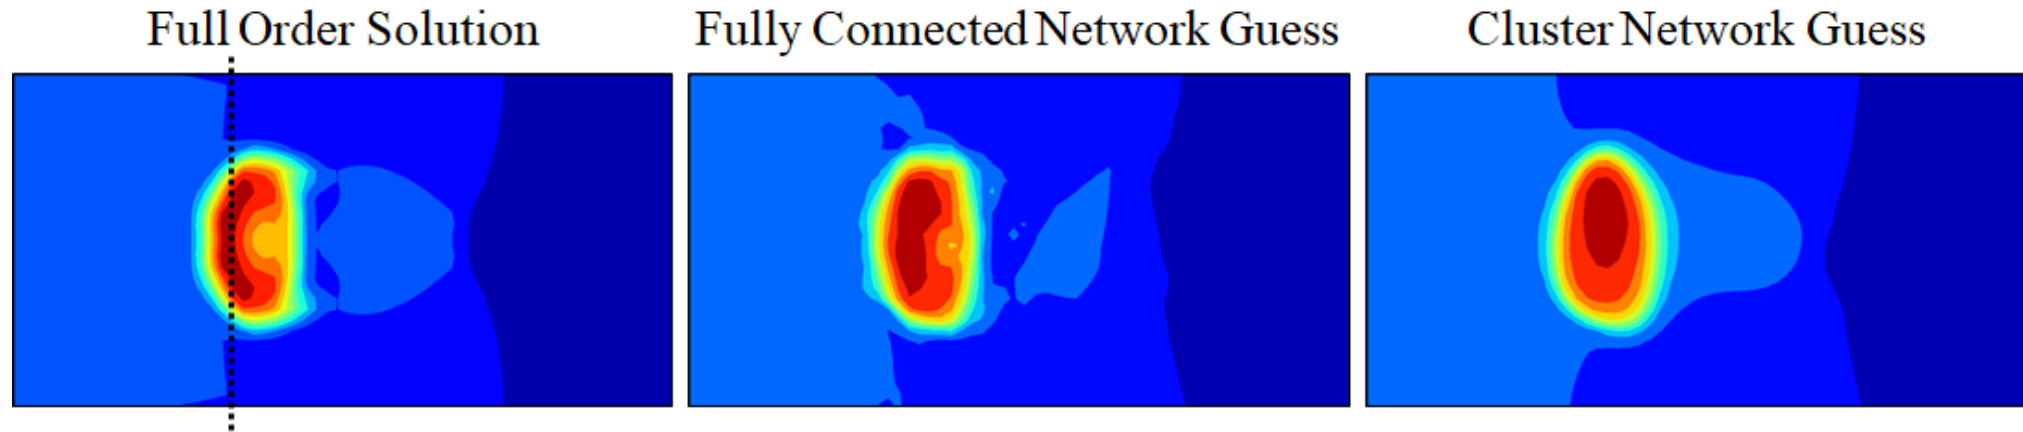 Full Order Solution
Fully Connected Network Guess
Cluster Network Guess